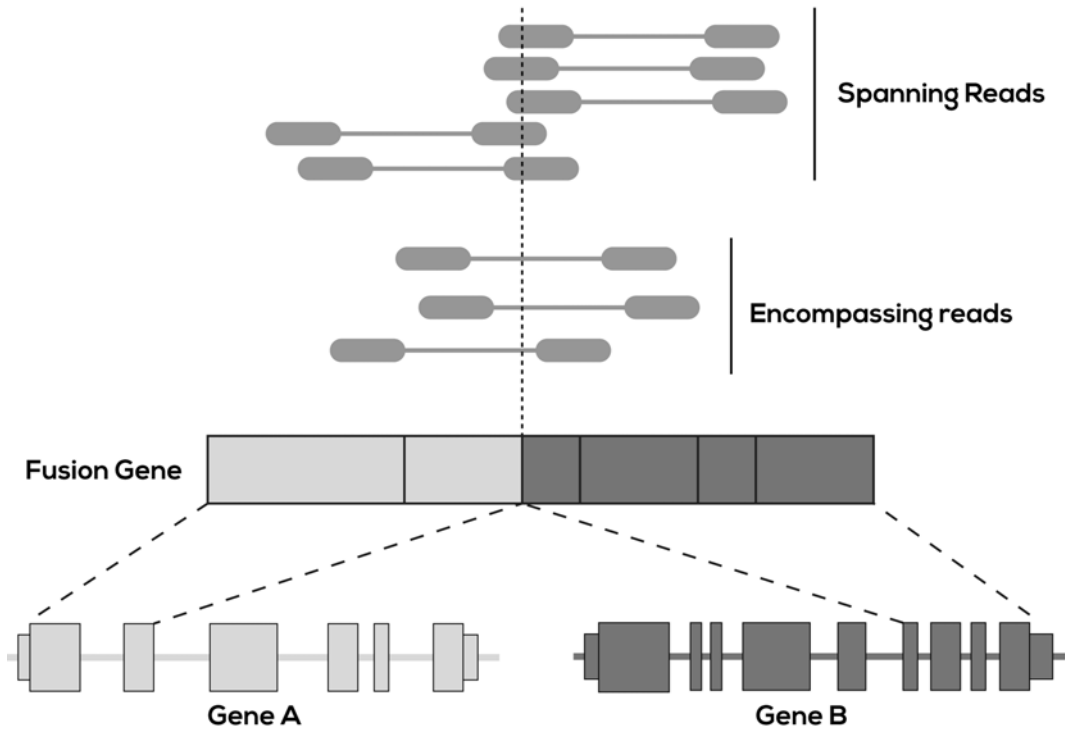 Spanning Reads
Encompassing reads
Fusion Gene
Gene A
Gene B